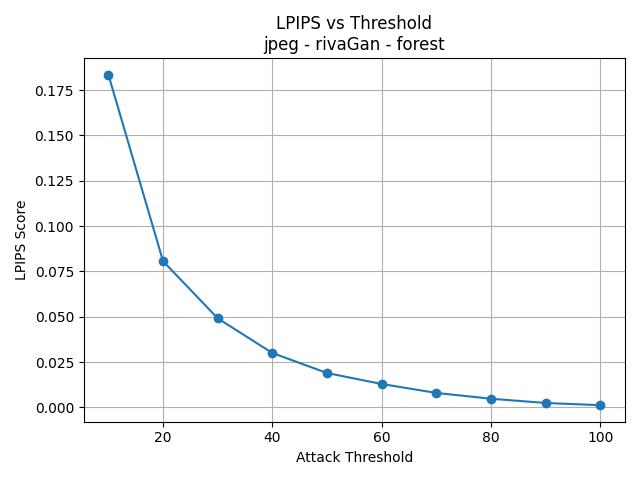 LPIPS vs Threshold
jpeg - rivaGan - forest
0.175
0.150
0.125
0.100
0.075
0.050
0.025
0.000
LPIPS Score
20 40 60 80 100
Attack Threshold